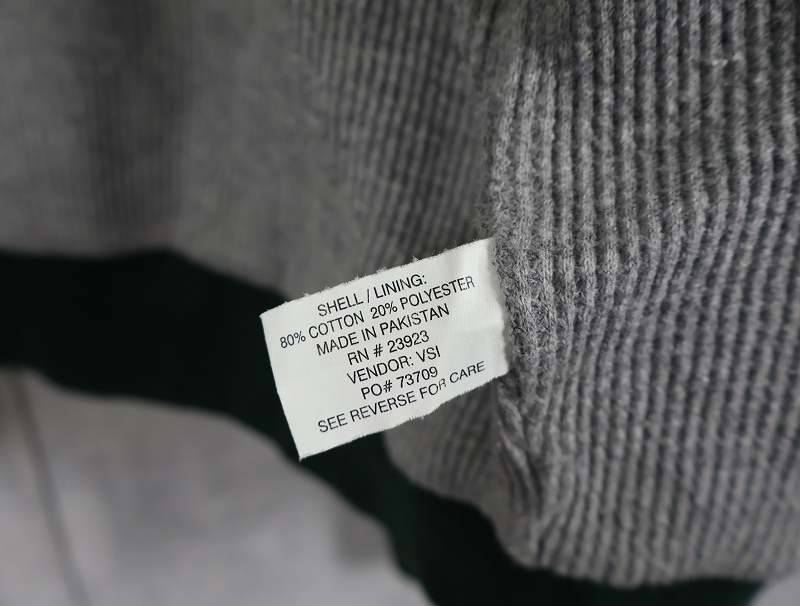 SHELL / LINING:
80% COTTON 20% POLYESTER
MADE IN PAKISTAN
RN # 23923
VENDOR: VSI
PO# 73709
SEE REVERSE FOR CARE